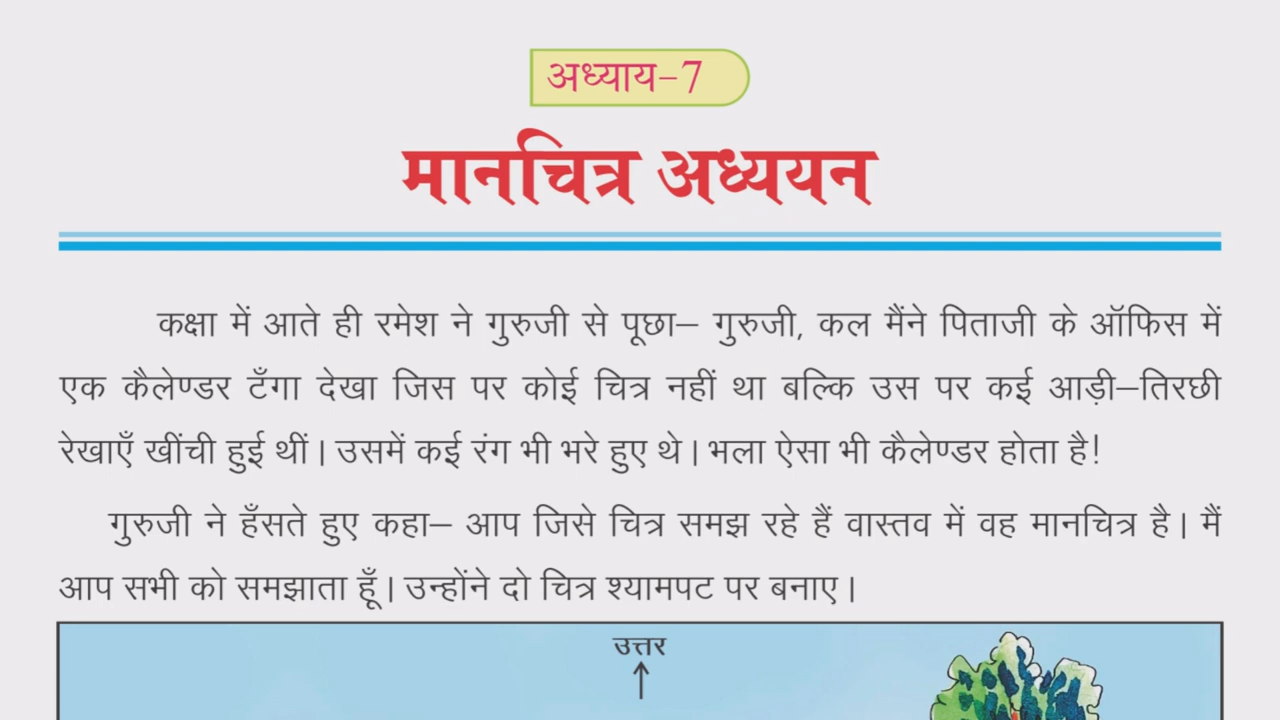 अध्याय–7
मानचित्र अध्ययन
कक्षा में आते ही रमेश ने गुरुजी से पूछा– गुरुजी, कल मैंने पिताजी के ऑफिस में
एक कैलेण्डर टँगा देखा जिस पर कोई चित्र नहीं था बल्कि उस पर कई आड़ी–तिरछी
रेखाएँ खींची हुई थीं। उसमें कई रंग भी भरे हुए थे। भला ऐसा भी कैलेण्डर होता है!
गुरुजी ने हँसते हुए कहा– आप जिसे चित्र समझ रहे हैं वास्तव में वह मानचित्र है। मैं
आप सभी को समझाता हूँ। उन्होंने दो चित्र श्यामपट पर बनाए।
उत्तर